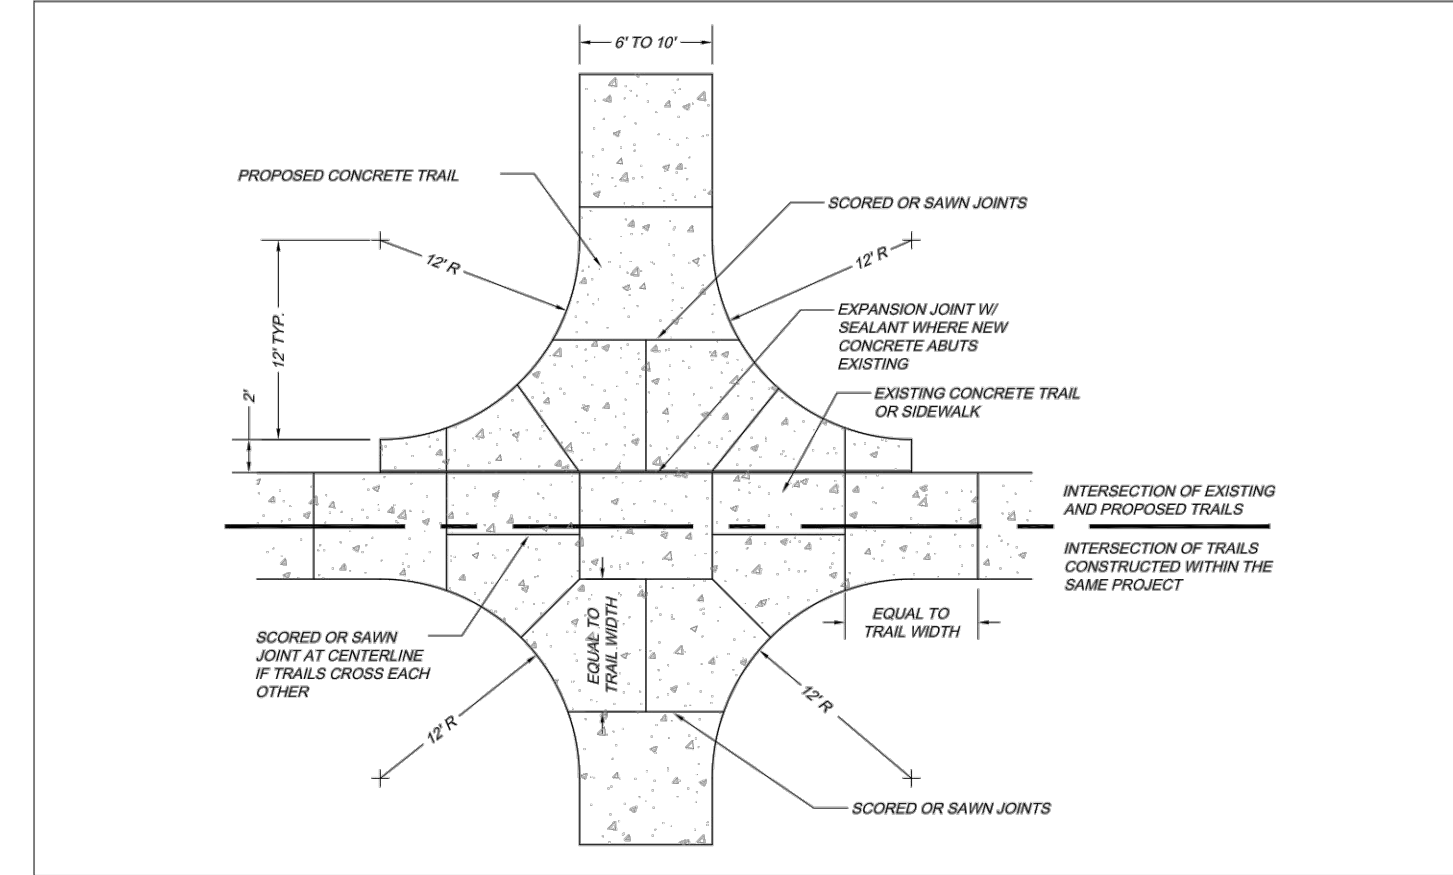 6' TO 10'
PROPOSED CONCRETE TRAIL
SCORED OR SAWN JOINTS
12' R
12' R
12' TYP.
2'
EXPANSION JOINT W/
SEALANT WHERE NEW
CONCRETE ABUTS
EXISTING
EXISTING CONCRETE TRAIL
OR SIDEWALK
INTERSECTION OF EXISTING
AND PROPOSED TRAILS
INTERSECTION OF TRAILS
CONSTRUCTED WITHIN THE
SAME PROJECT
EQUAL TO
TRAIL WIDTH
EQUAL TO
TRAIL WIDTH
SCORED OR SAWN
JOINT AT CENTERLINE
IF TRAILS CROSS EACH
OTHER
12' R
12' R
SCORED OR SAWN JOINTS